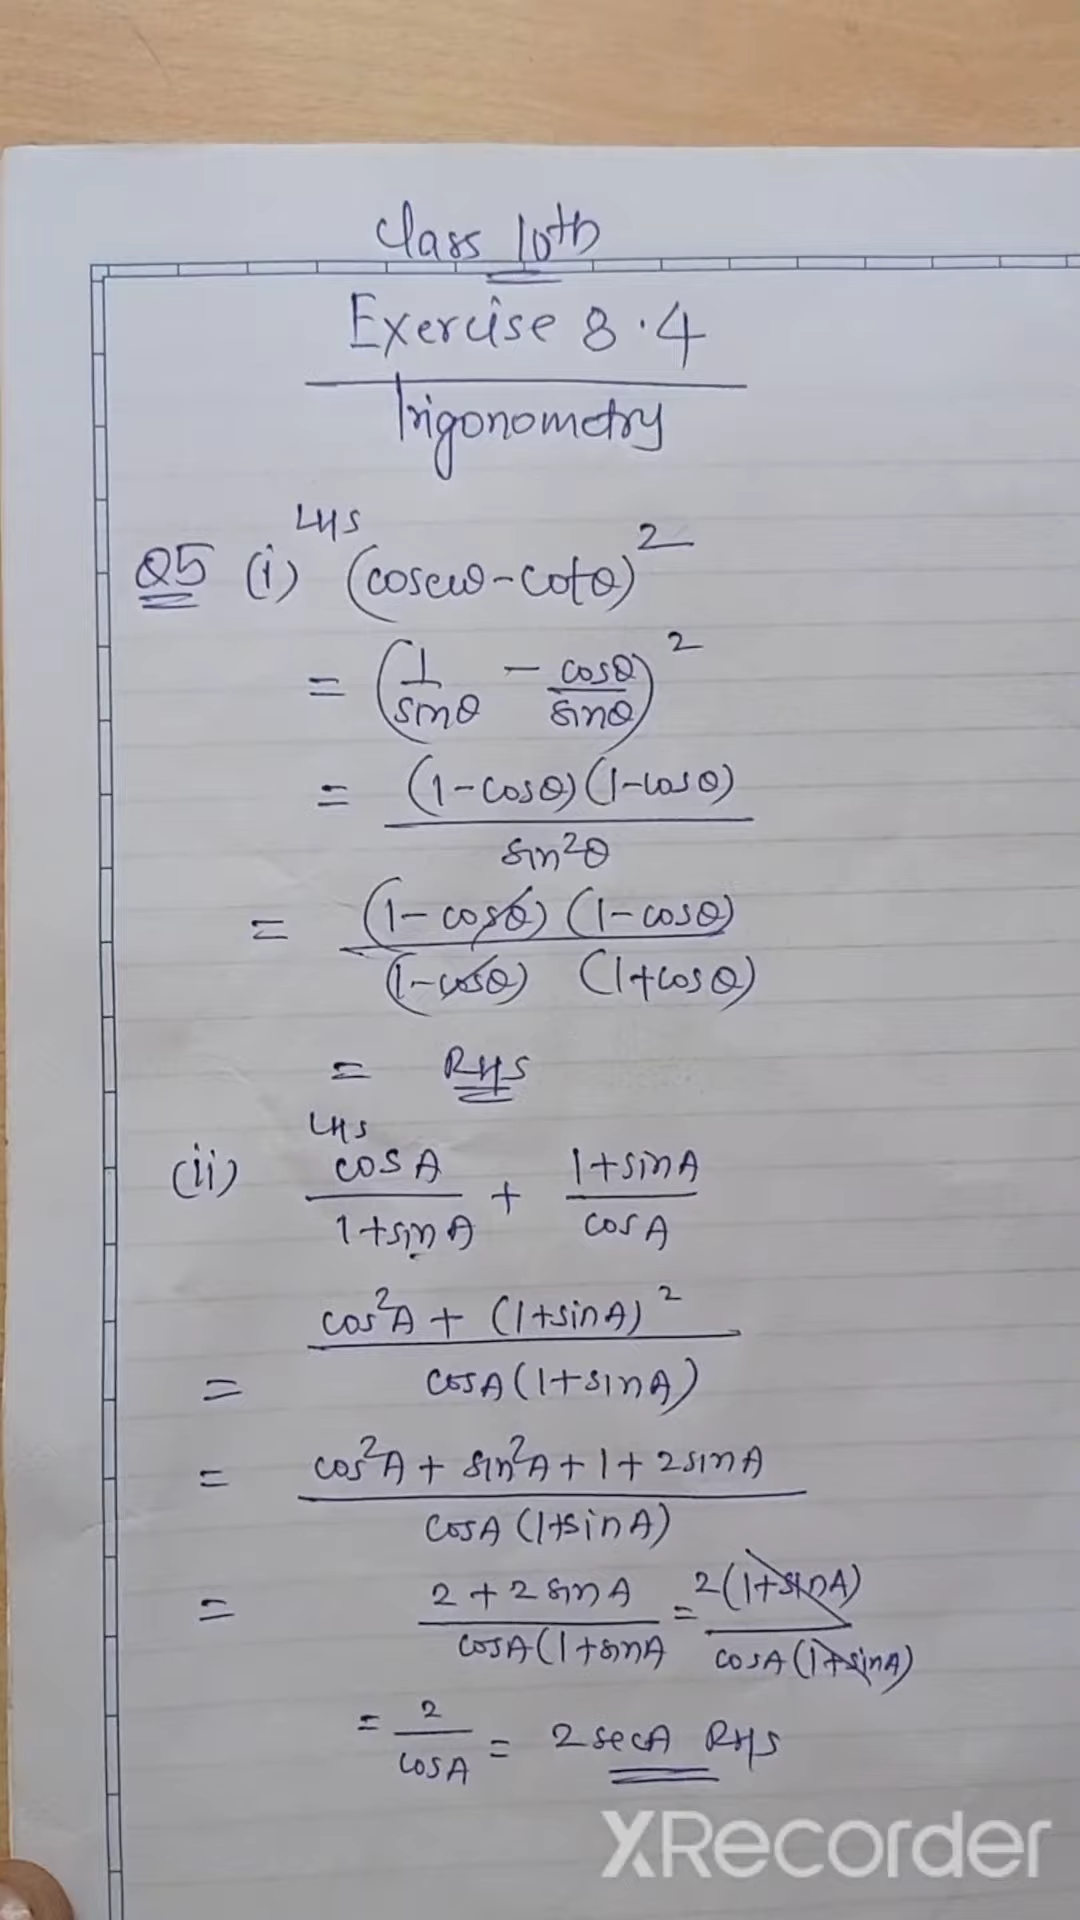 Class 10th
Exercise 8.4
Trigonometry
LHS
Q5 (i) (cosecθ - cotθ)²
= (1/sinθ - cosθ/sinθ)²
= (1-cosθ)(1-cosθ)/sin²θ
= (1-cosθ)(1-cosθ)/(1-cosθ)(1+cosθ)
= RHS
LHS
(ii) cosA/1+sinA + 1+sinA/cosA
= cos²A + (1+sinA)²/cosA(1+sinA)
= cos²A + sin²A + 1 + 2sinA/cosA(1+sinA)
= 2+2sinA/cosA(1+sinA = 2(1+sinA)/cosA(1+sinA)
= 2/cosA = 2secA RHS
XRecorder